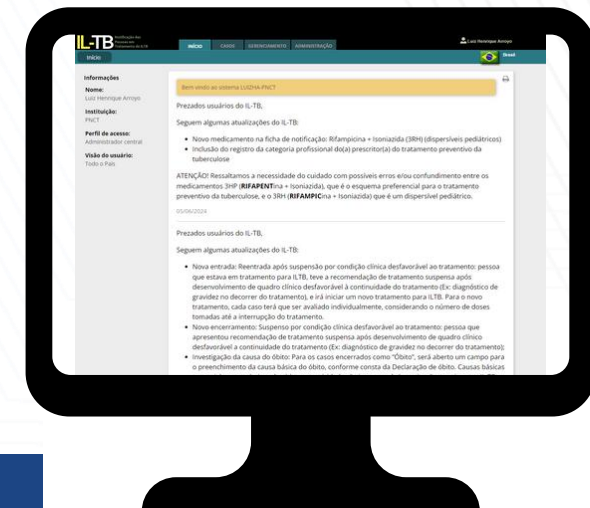 IL-TB
Notificação das
Pessoas em
Tratamento de ILTB
INÍCIO CASOS GERENCIAMENTO ADMINISTRAÇÃO
Luiz Henrique Arroyo
Início
Brasil
Informações
Nome:
Luiz Henrique Arroyo
Instituição:
PNCT
Perfil de acesso:
Administrador central
Visão do usuário:
Todo o País
Bem vindo ao sistema LUIZHA-PNCT
Prezados usuários do IL-TB,
Seguem algumas atualizações do IL-TB:
• Novo medicamento na ficha de notificação: Rifampicina + Isoniazida (3RH) (dispersíveis pediátricos)
• Inclusão do registro da categoria profissional do(a) prescritor(a) do tratamento preventivo da
tuberculose
ATENÇÃO! Ressaltamos a necessidade do cuidado com possíveis erros e/ou confundimento entre os
medicamentos 3HP (RIFAPENTina + Isoniazida), que é o esquema preferencial para o tratamento
preventivo da tuberculose, e o 3RH (RIFAMPICina + Isoniazida) que é um dispersível pediátrico.
05/06/2024
Prezados usuários do IL-TB,
Seguem algumas atualizações do IL-TB:
• Nova entrada: Reentrada após suspensão por condição clínica desfavorável ao tratamento: pessoa
que estava em tratamento para ILTB, teve a recomendação de tratamento suspensa após
desenvolvimento de quadro clínico desfavorável à continuidade do tratamento (Ex: diagnóstico de
gravidez no decorrer do tratamento), e irá iniciar um novo tratamento para ILTB. Para o novo
tratamento, cada caso terá que ser avaliado individualmente, considerando o número de doses
tomadas até a interrupção do tratamento.
• Novo encerramento: Suspenso por condição clínica desfavorável ao tratamento: pessoa que
apresentou recomendação de tratamento suspensa após desenvolvimento de quadro clínico
desfavorável a continuidade do tratamento (Ex: diagnóstico de gravidez no decorrer do tratamento);
• Investigação da causa do óbito: Para os casos encerrados como "Óbito", será aberto um campo para
o preenchimento da causa básica do óbito, conforme consta da Declaração de óbito. Causas básicas